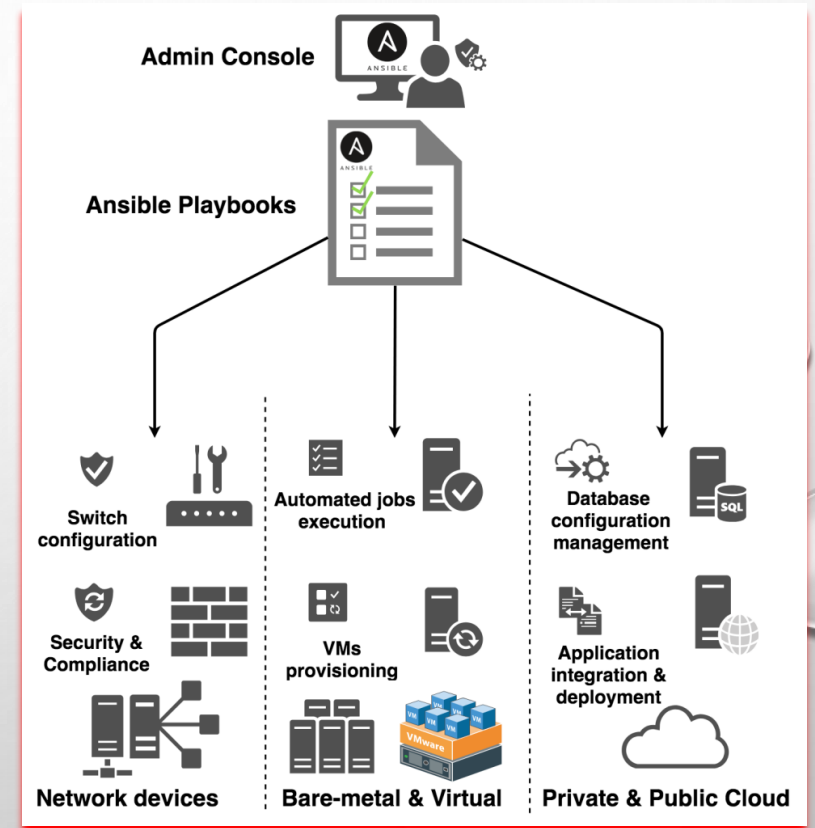 Admin Console
ANSIBLE
Ansible Playbooks
ANSIBLE
Switch
configuration
Security &
Compliance
Network devices
Automated jobs
execution
VMs
provisioning
VM
VM
VM
VM
VM
VM
VMware
Bare-metal & Virtual
Database
configuration
management
SQL
Application
integration &
deployment
Private & Public Cloud